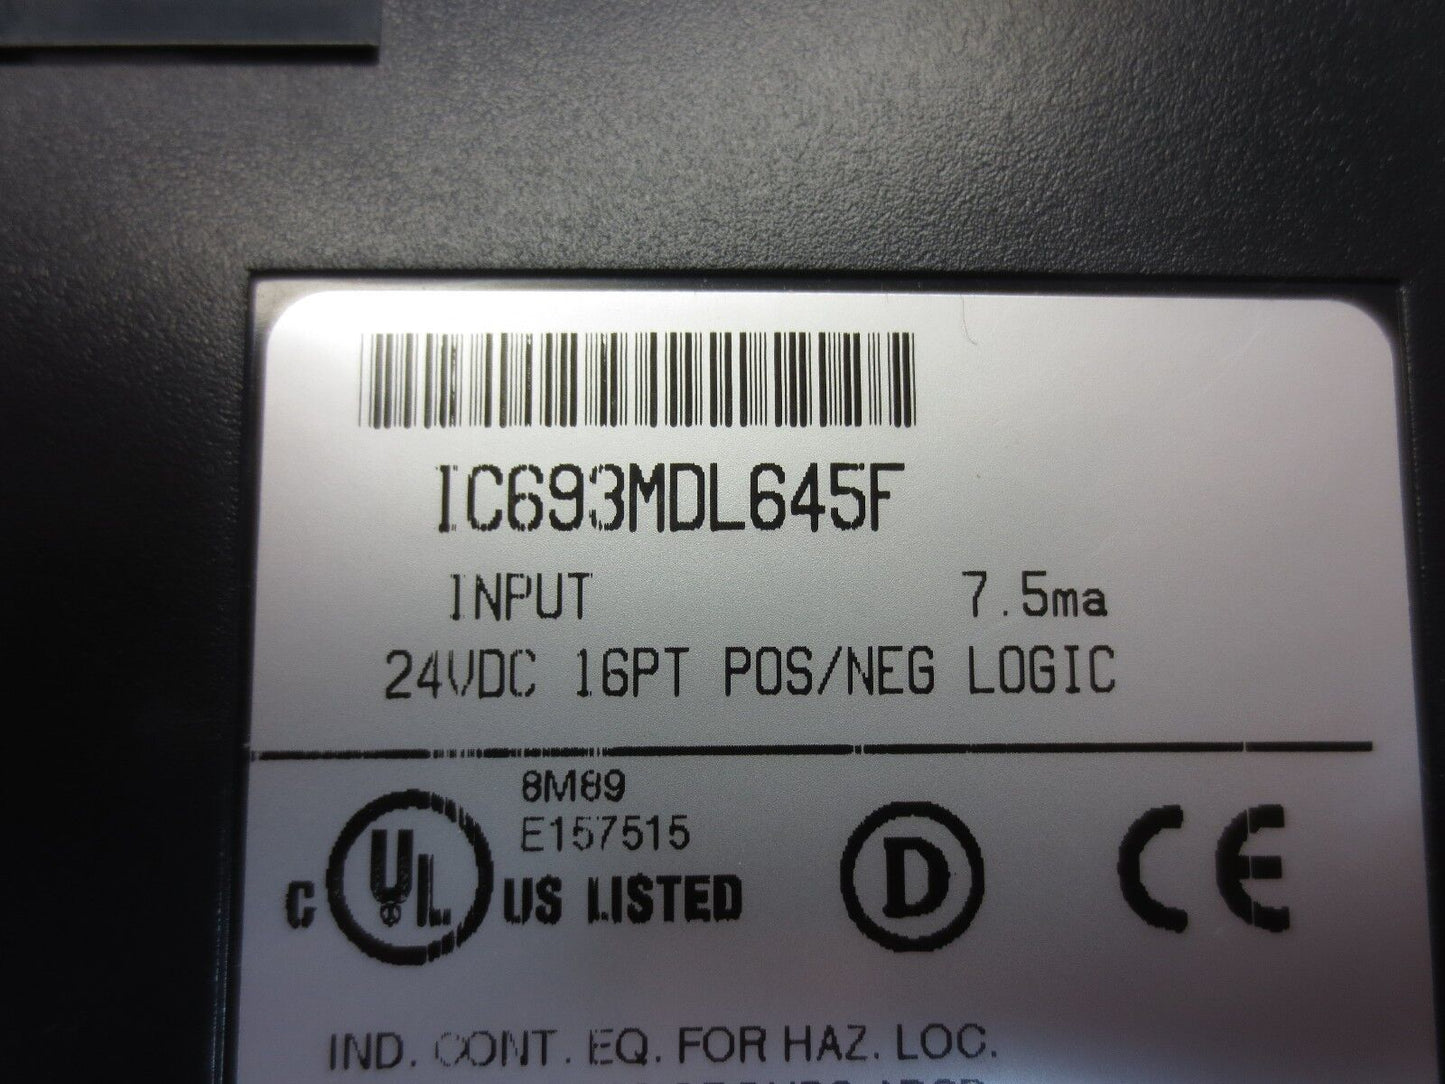 IC693MDL645F
INPUT 7.5ma
24VDC 16PT POS/NEG LOGIC
8M89
E157515
C UL US LISTED D CE
IND. CONT. EQ. FOR HAZ. LOC.